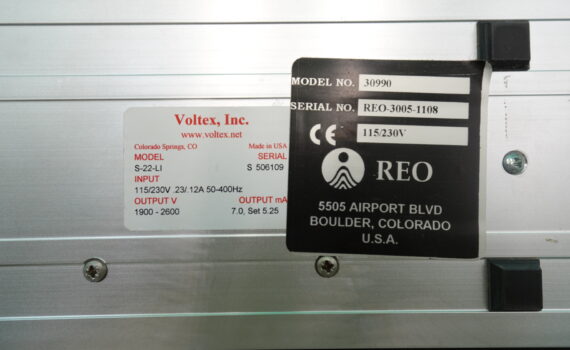 Voltex, Inc.
www.voltex.net
Colorado Springs, CO Made in USA
MODEL SERIAL
S-22-LI S 506109
INPUT
115/230V .23/.12A 50-400Hz
OUTPUT V OUTPUT mA
1900 - 2600 7.0, Set 5.25
MODEL NO. 30990
SERIAL NO. REO-3005-1108
CE 115/230V
REO
5505 AIRPORT BLVD
BOULDER, COLORADO
U.S.A.